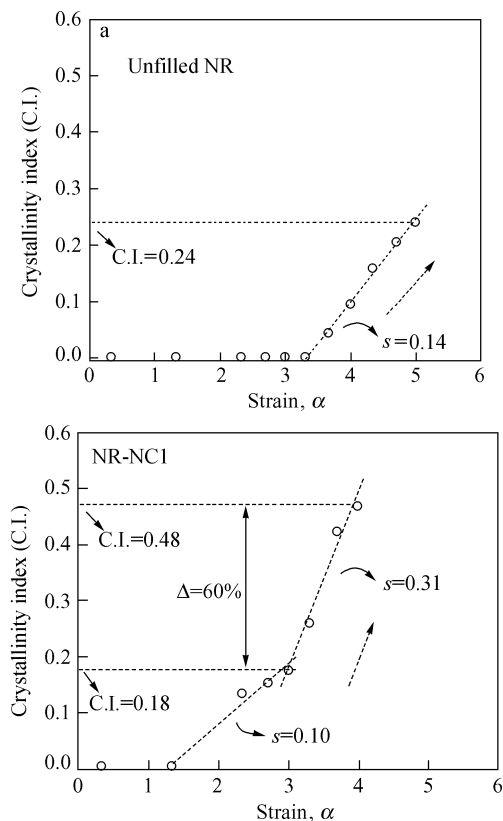 a
Unfilled NR
Crystallinity index (C.I.)
0.6
0.5
0.4
0.3
0.2
0.1
0.0
C.I.=0.24
s=0.14
0 1 2 3 4 5 6
Strain, α
NR-NC1
Crystallinity index (C.I.)
0.6
0.5
0.4
0.3
0.2
0.1
0.0
C.I.=0.48
Δ=60%
s=0.31
C.I.=0.18
s=0.10
0 1 2 3 4 5 6
Strain, α